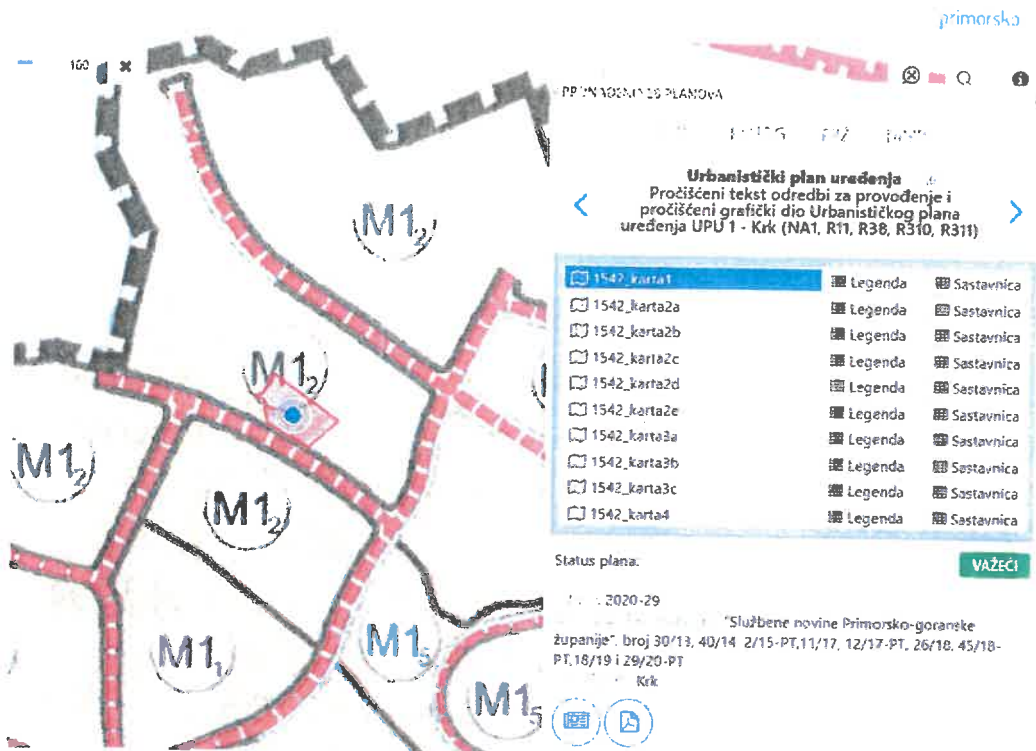 primorsko
100
PLANOVA
Urbanistički plan uređenja
Pročišćeni tekst odredbi za provođenje i
pročišćeni grafički dio Urbanističkog plana
uređenja UPU 1 - Krk (NA1, R11, R38, R310, R311)
1542_karta1 Legenda Sastavnica
1542_karta2a Legenda Sastavnica
1542_karta2b Legenda Sastavnica
1542_karta2c Legenda Sastavnica
1542_karta2d Legenda Sastavnica
1542_karta2e Legenda Sastavnica
1542_karta3a Legenda Sastavnica
1542_karta3b Legenda Sastavnica
1542_karta3c Legenda Sastavnica
1542_karta4 Legenda Sastavnica
Status plana: VAŽEĆI
2020-29
"Službene novine Primorsko-goranske
županije", broj 30/13, 40/14 2/15-PT,11/17, 12/17-PT, 26/18, 45/18-
PT,18/19 i 29/20-PT
Krk
M1₂
M1₂
M1₂
M1₂
M1₁
M1₅
M1₅